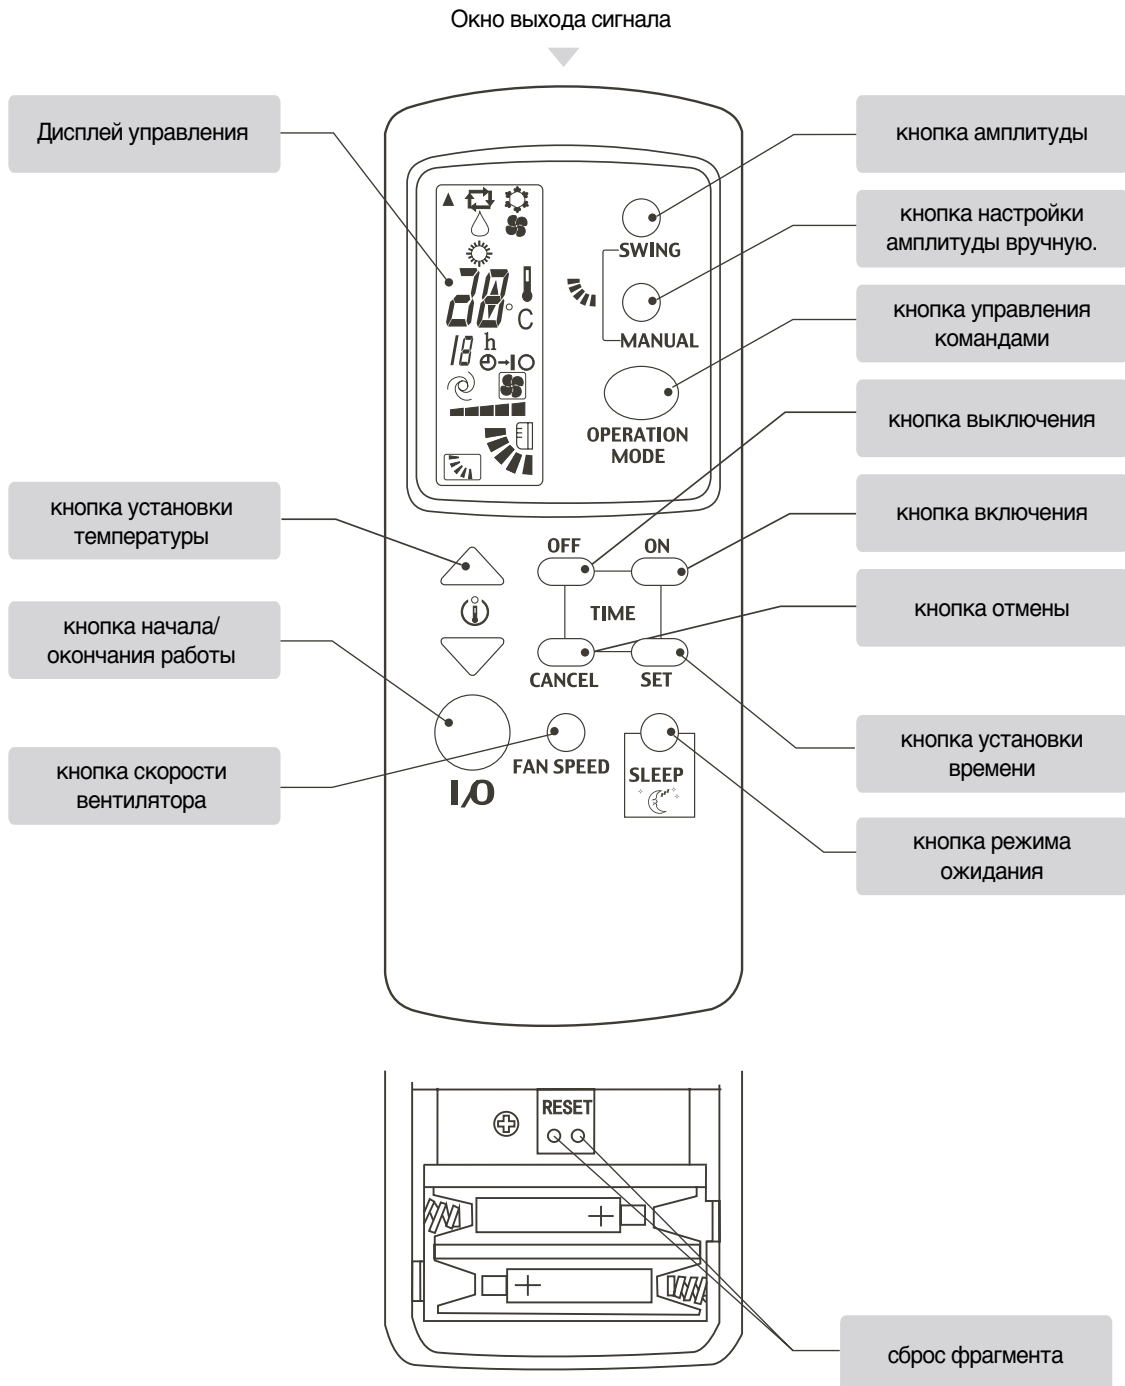 Окно выхода сигнала
Дисплей управления
кнопка амплитуды
кнопка настройки
амплитуды вручную.
SWING
MANUAL
кнопка управления
командами
28°C
18 h
OPERATION
MODE
кнопка выключения
кнопка установки
температуры
кнопка включения
OFF
ON
TIME
кнопка отмены
кнопка начала/
окончания работы
CANCEL
SET
кнопка установки
времени
кнопка скорости
вентилятора
FAN SPEED
SLEEP
I/O
кнопка режима
ожидания
RESET
+
+
сброс фрагмента